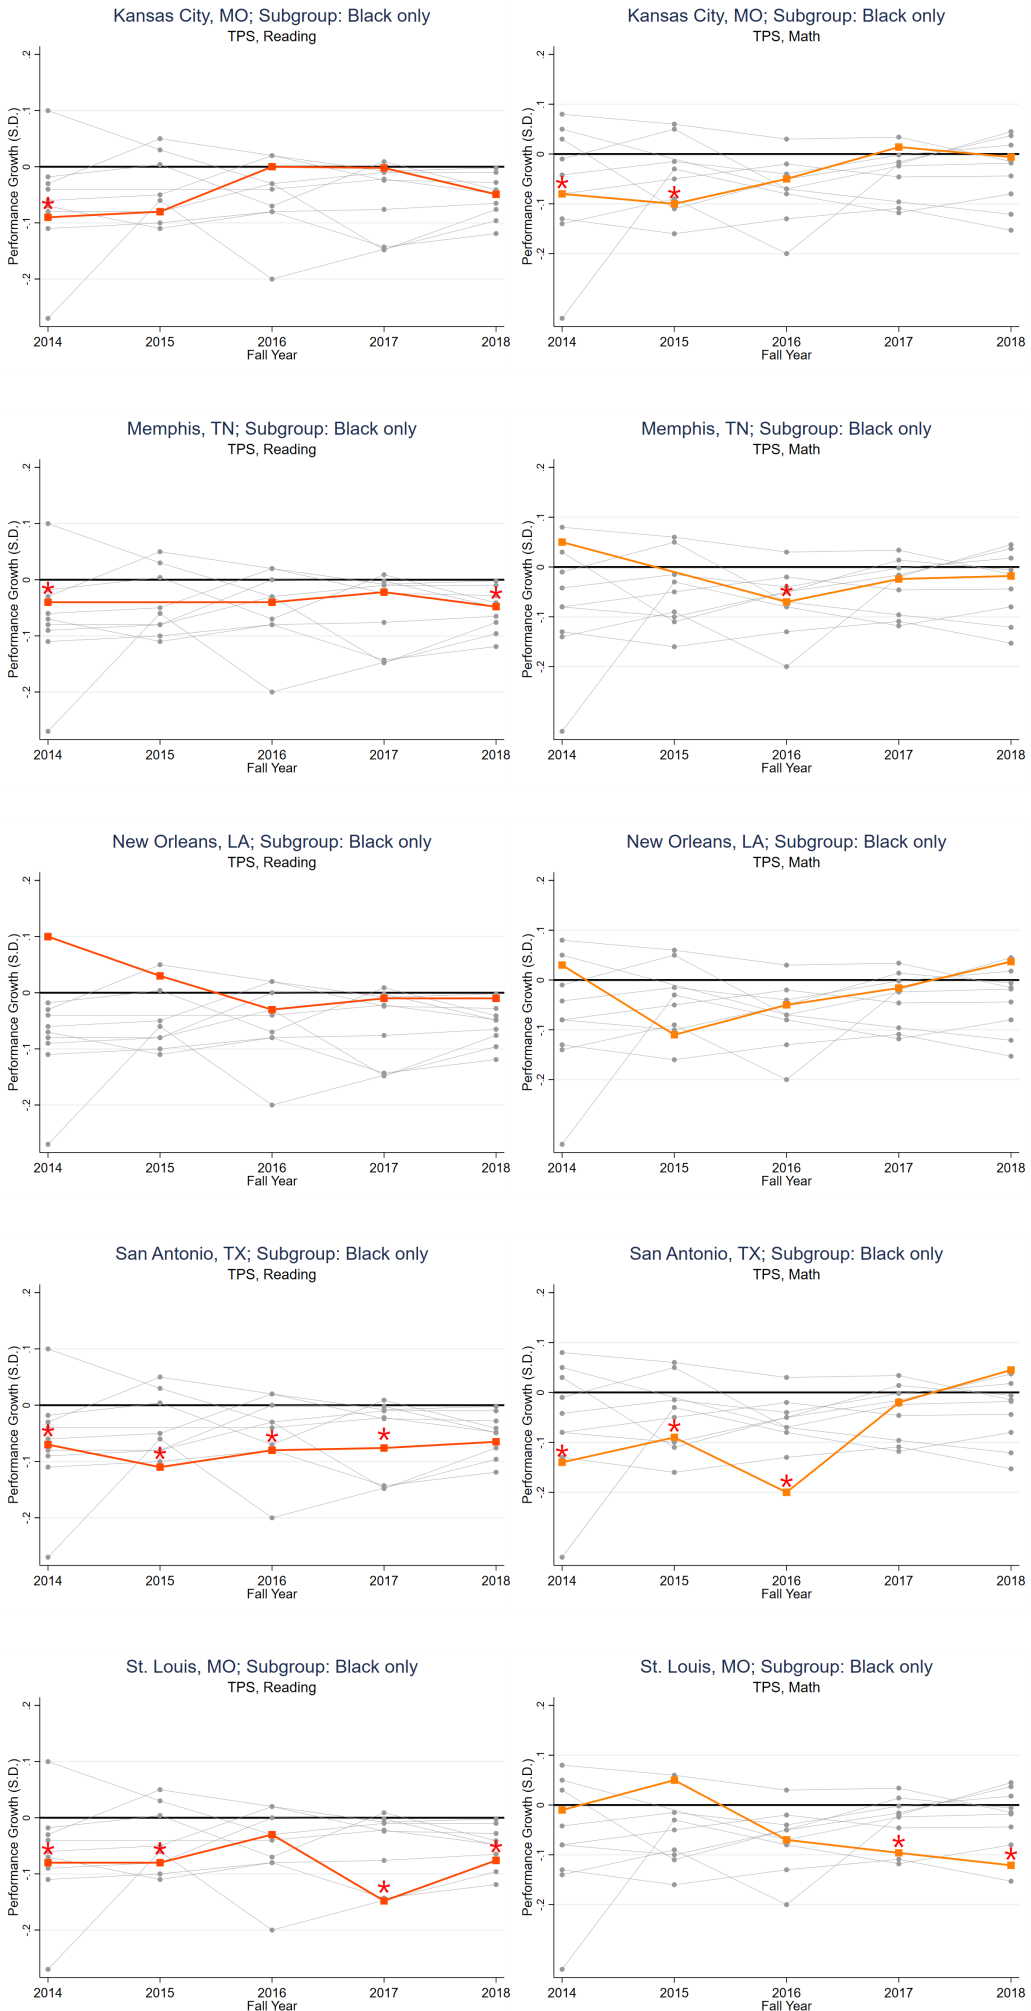 Kansas City, MO; Subgroup: Black only
TPS, Reading
Performance Growth (S.D.)
.2
.1
0
-.1
-.2
2014 2015 2016 2017 2018
Fall Year
Kansas City, MO; Subgroup: Black only
TPS, Math
Performance Growth (S.D.)
.2
.1
0
-.1
-.2
2014 2015 2016 2017 2018
Fall Year
Memphis, TN; Subgroup: Black only
TPS, Reading
Performance Growth (S.D.)
.2
.1
0
-.1
-.2
2014 2015 2016 2017 2018
Fall Year
Memphis, TN; Subgroup: Black only
TPS, Math
Performance Growth (S.D.)
.2
.1
0
-.1
-.2
2014 2015 2016 2017 2018
Fall Year
New Orleans, LA; Subgroup: Black only
TPS, Reading
Performance Growth (S.D.)
.2
.1
0
-.1
-.2
2014 2015 2016 2017 2018
Fall Year
New Orleans, LA; Subgroup: Black only
TPS, Math
Performance Growth (S.D.)
.2
.1
0
-.1
-.2
2014 2015 2016 2017 2018
Fall Year
San Antonio, TX; Subgroup: Black only
TPS, Reading
Performance Growth (S.D.)
.2
.1
0
-.1
-.2
2014 2015 2016 2017 2018
Fall Year
San Antonio, TX; Subgroup: Black only
TPS, Math
Performance Growth (S.D.)
.2
.1
0
-.1
-.2
2014 2015 2016 2017 2018
Fall Year
St. Louis, MO; Subgroup: Black only
TPS, Reading
Performance Growth (S.D.)
.2
.1
0
-.1
-.2
2014 2015 2016 2017 2018
Fall Year
St. Louis, MO; Subgroup: Black only
TPS, Math
Performance Growth (S.D.)
.2
.1
0
-.1
-.2
2014 2015 2016 2017 2018
Fall Year